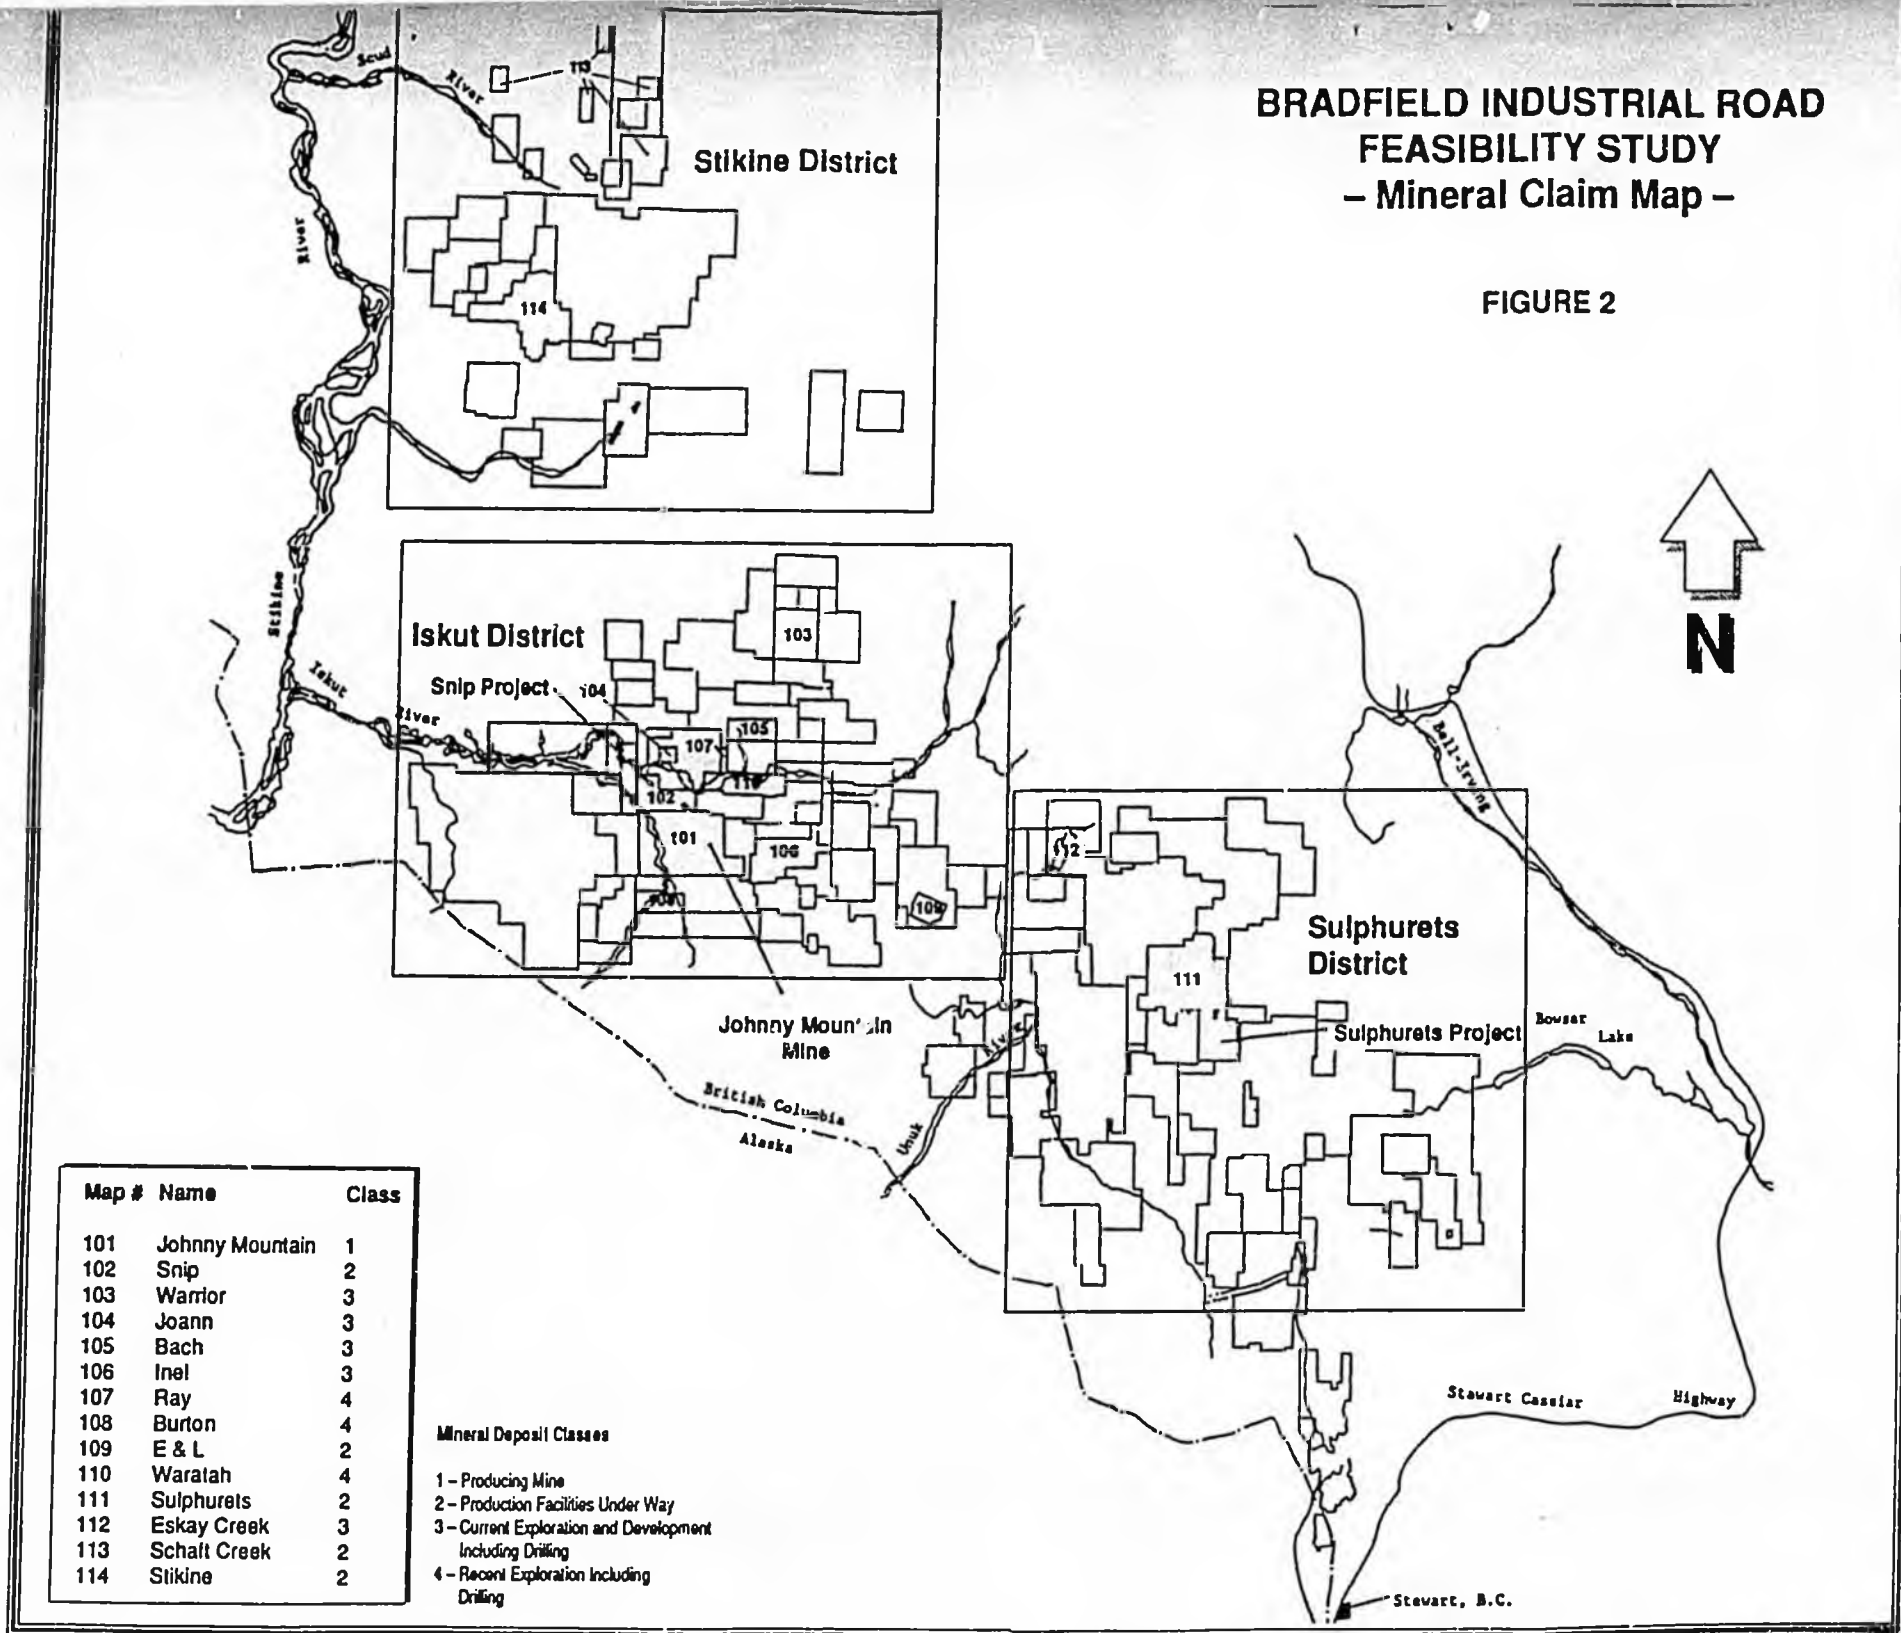 BRADFIELD INDUSTRIAL ROAD
FEASIBILITY STUDY
– Mineral Claim Map –
FIGURE 2
Scud
River
113
Stikine District
River
114
N
Stikine
Iskut District
103
Snip Project
104
Iskut
River
105
107
110
102
101
106
108
109
112
Bell-Irving
Sulphurets
District
111
Johnny Mountain
Mine
River
Sulphurets Project
Bowser
Lake
British Columbia
Alaska
Unuk
Map # Name Class
101 Johnny Mountain 1
102 Snip 2
103 Warrior 3
104 Joann 3
105 Bach 3
106 Inel 3
107 Ray 4
108 Burton 4
109 E & L 2
110 Waratah 4
111 Sulphurets 2
112 Eskay Creek 3
113 Schaft Creek 2
114 Stikine 2
Mineral Deposit Classes
1 – Producing Mine
2 – Production Facilities Under Way
3 – Current Exploration and Development
Including Drilling
4 – Recent Exploration Including
Drilling
Stewart Cassiar Highway
Stewart, B.C.